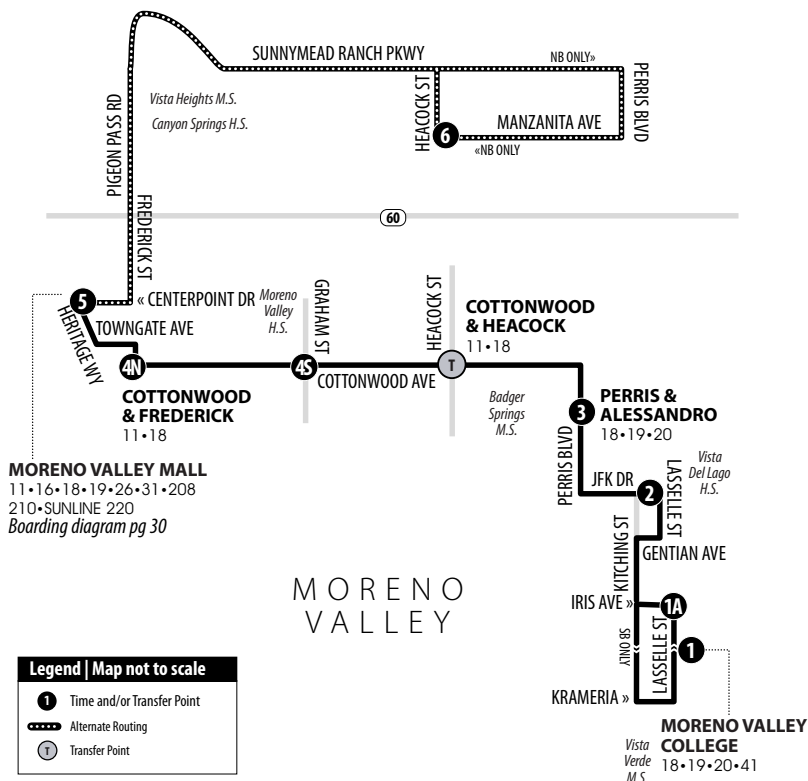 SUNNYMEAD RANCH PKWY
NB ONLY»
PERRIS BLVD
HEACOCK ST
MANZANITA AVE
6
«NB ONLY
PIGEON PASS RD
Vista Heights M.S.
Canyon Springs H.S.
60
FREDERICK ST
5
« CENTERPOINT DR
HERITAGE WY
TOWNGATE AVE
Moreno
Valley
H.S.
GRAHAM ST
HEACOCK ST
COTTONWOOD
& HEACOCK
11•18
4N
4S
T
COTTONWOOD AVE
COTTONWOOD
& FREDERICK
11•18
Badger
Springs
M.S.
3
PERRIS &
ALESSANDRO
18•19•20
PERRIS BLVD
MORENO VALLEY MALL
11•16•18•19•26•31•208
210•SUNLINE 220
Boarding diagram pg 30
JFK DR
2
LASSELLE ST
Vista
Del Lago
H.S.
KITCHING ST
GENTIAN AVE
MORENO
VALLEY
IRIS AVE »
1A
SB ONLY
LASSELLE ST
1
KRAMERIA »
MORENO VALLEY
COLLEGE
18•19•20•41
Vista
Verde
M.S.
Legend | Map not to scale
1 Time and/or Transfer Point
Alternate Routing
T Transfer Point